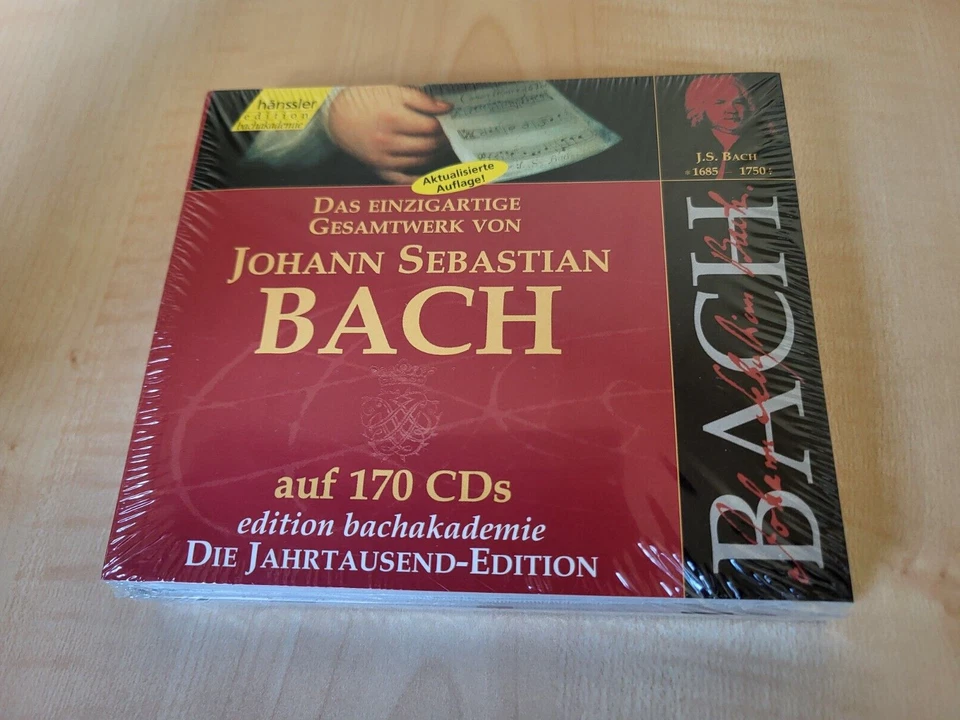 hänssler
edition
bachakademie
Aktualisierte
Auflage!
DAS EINZIGARTIGE
GESAMTWERK VON
JOHANN SEBASTIAN
BACH
auf 170 CDs
edition bachakademie
DIE JAHRTAUSEND-EDITION
J.S. BACH
*1685 1750
BACH